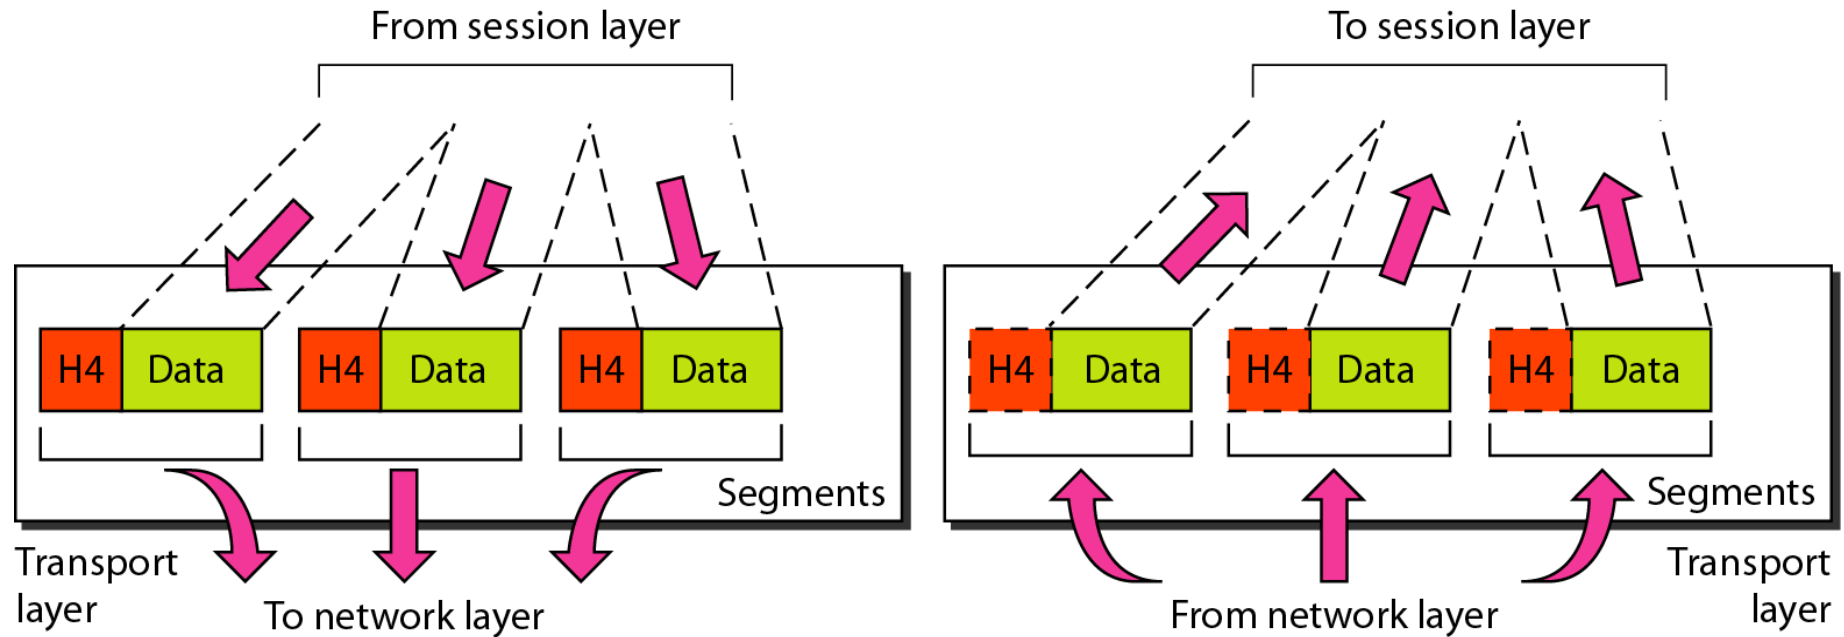 From session layer
H4 Data H4 Data H4 Data
Segments
Transport
layer
To network layer
To session layer
H4 Data H4 Data H4 Data
Segments
From network layer
Transport
layer